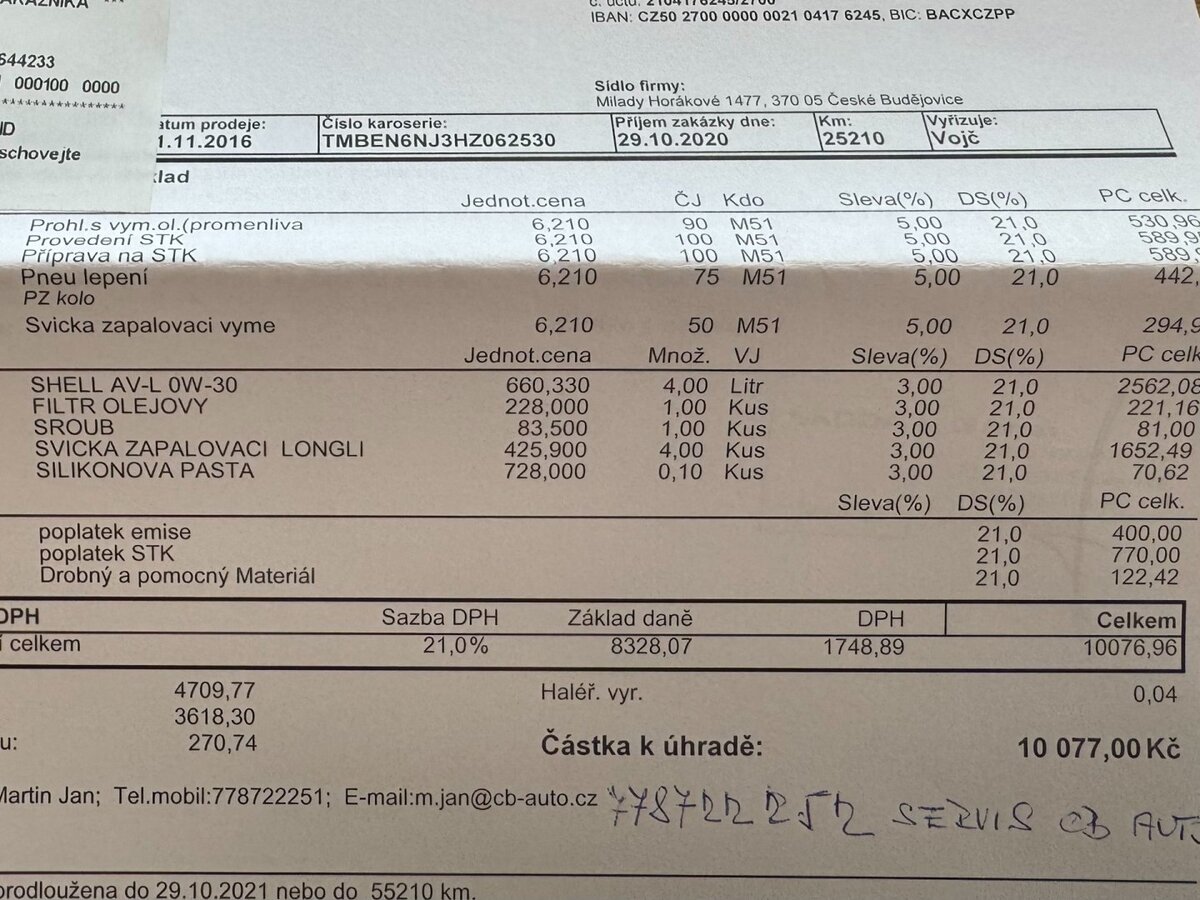 IBAN: CZ50 2700 0000 0021 0417 6245, BIC: BACXCZPP
644233
000100 0000
****************
schovejte
Sídlo firmy:
Milady Horákové 1477, 370 05 České Budějovice
atum prodeje: Číslo karoserie: Příjem zakázky dne: Km: Vyřizuje:
1.11.2016 TMBEN6NJ3HZ062530 29.10.2020 25210 Vojč
klad
Jednot.cena ČJ Kdo Sleva(%) DS(%) PC celk.
Prohl.s vym.ol.(promenliva 6,210 90 M51 5,00 21,0 530,96
Provedení STK 6,210 100 M51 5,00 21,0 589,9
Příprava na STK 6,210 100 M51 5,00 21,0 589,
Pneu lepení 6,210 75 M51 5,00 21,0 442,
PZ kolo
Svicka zapalovaci vyme 6,210 50 M51 5,00 21,0 294,9
Jednot.cena Množ. VJ Sleva(%) DS(%) PC celk
SHELL AV-L 0W-30 660,330 4,00 Litr 3,00 21,0 2562,08
FILTR OLEJOVY 228,000 1,00 Kus 3,00 21,0 221,16
SROUB 83,500 1,00 Kus 3,00 21,0 81,00
SVICKA ZAPALOVACI LONGLI 425,900 4,00 Kus 3,00 21,0 1652,49
SILIKONOVA PASTA 728,000 0,10 Kus 3,00 21,0 70,62
Sleva(%) DS(%) PC celk.
poplatek emise 21,0 400,00
poplatek STK 21,0 770,00
Drobný a pomocný Materiál 21,0 122,42
DPH Sazba DPH Základ daně DPH Celkem
í celkem 21,0% 8328,07 1748,89 10076,96
4709,77 Haléř. vyr. 0,04
3618,30
u: 270,74 Částka k úhradě: 10 077,00 Kč
Martin Jan; Tel.mobil:778722251; E-mail:m.jan@cb-auto.cz 778722252 SERVIS CB AUTO
prodloužena do 29.10.2021 nebo do 55210 km.